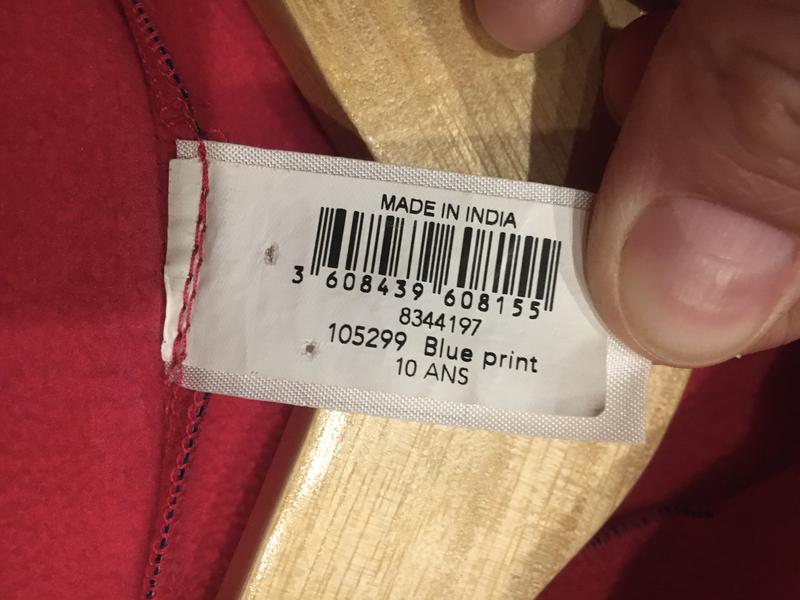 MADE IN INDIA
3 608439 608155
8344197
105299 Blue print
10 ANS